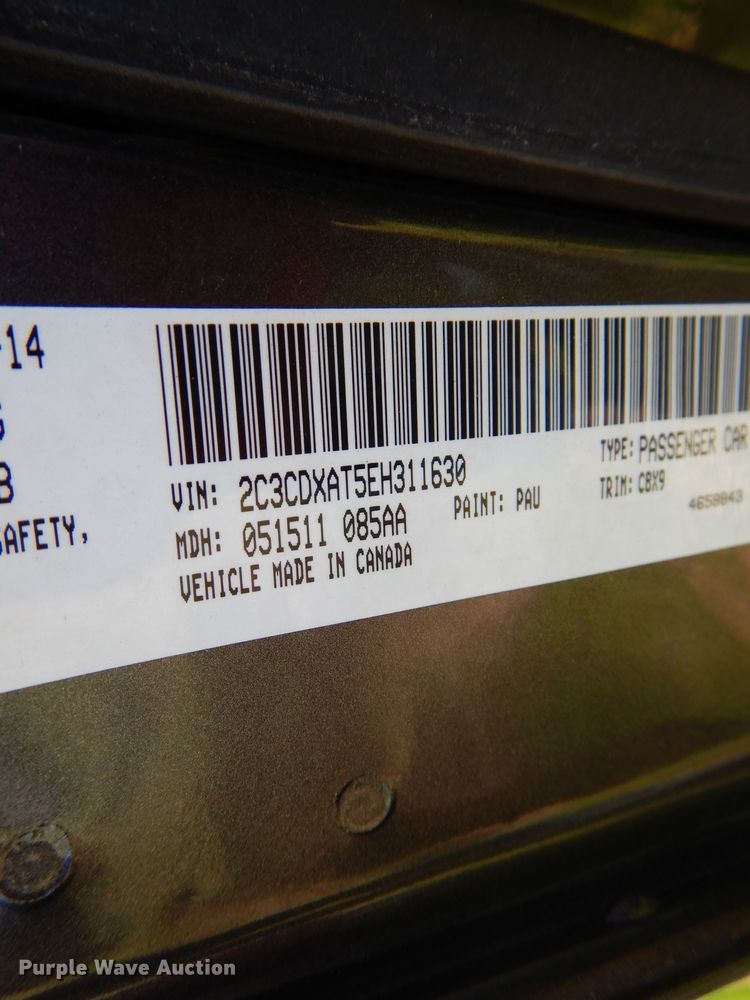 -14
G
B
SAFETY,
VIN: 2C3CDXAT5EH311630
TYPE: PASSENGER CAR
MDH: 051511 085AA
PAINT: PAU
TRIM: CBX9
VEHICLE MADE IN CANADA
4658843
Purple Wave Auction